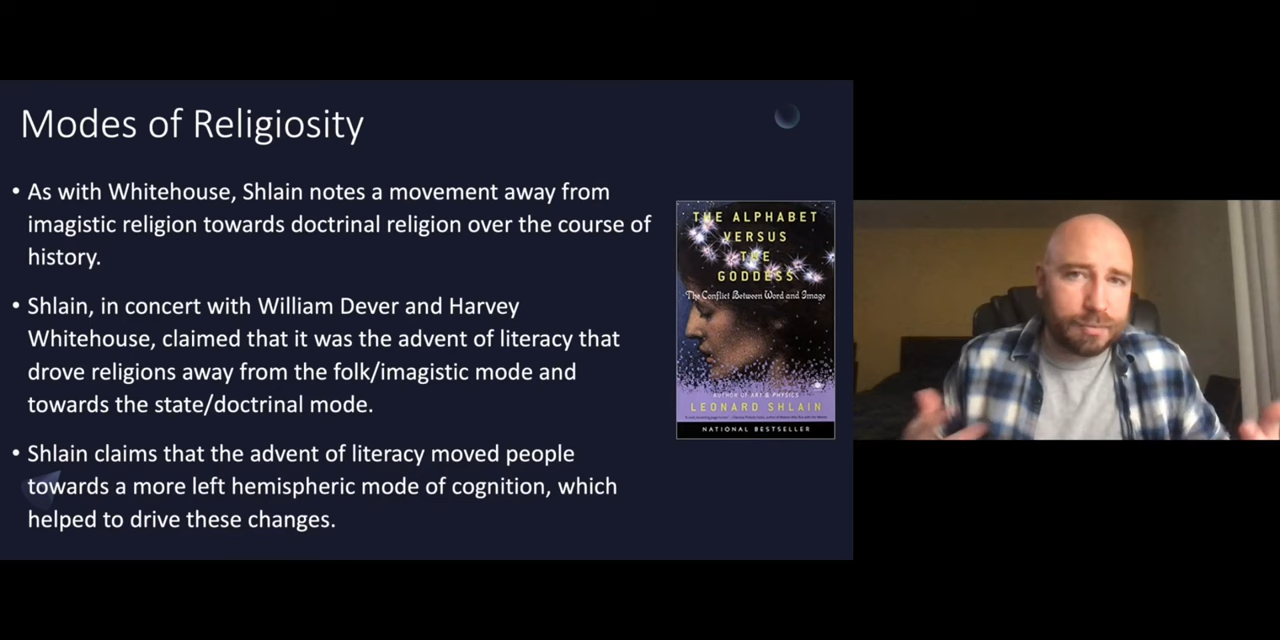 Modes of Religiosity
• As with Whitehouse, Shlain notes a movement away from
imagistic religion towards doctrinal religion over the course of
history.
• Shlain, in concert with William Dever and Harvey
Whitehouse, claimed that it was the advent of literacy that
drove religions away from the folk/imagistic mode and
towards the state/doctrinal mode.
• Shlain claims that the advent of literacy moved people
towards a more left hemispheric mode of cognition, which
helped to drive these changes.
THE ALPHABET
VERSUS
THE
GODDESS
The Conflict Between Word and Image
AUTHOR OF ART & PHYSICS
LEONARD SHLAIN
NATIONAL BESTSELLER